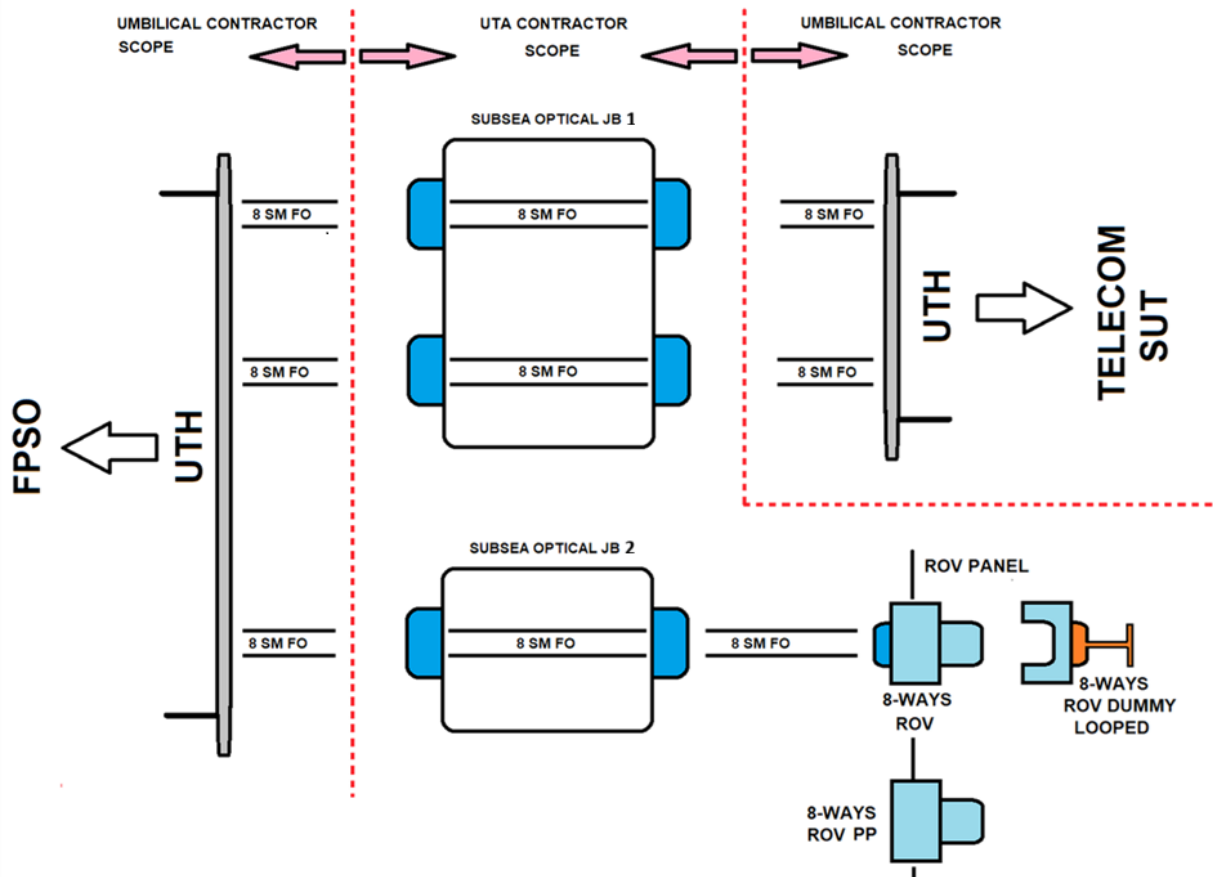 UMBILICAL CONTRACTOR
SCOPE
UTA CONTRACTOR
SCOPE
UMBILICAL CONTRACTOR
SCOPE
SUBSEA OPTICAL JB 1
8 SM FO
8 SM FO
8 SM FO
8 SM FO
8 SM FO
8 SM FO
FPSO
UTH
UTH
TELECOM
SUT
SUBSEA OPTICAL JB 2
8 SM FO
8 SM FO
8 SM FO
ROV PANEL
8-WAYS
ROV
8-WAYS
ROV DUMMY
LOOPED
8-WAYS
ROV PP